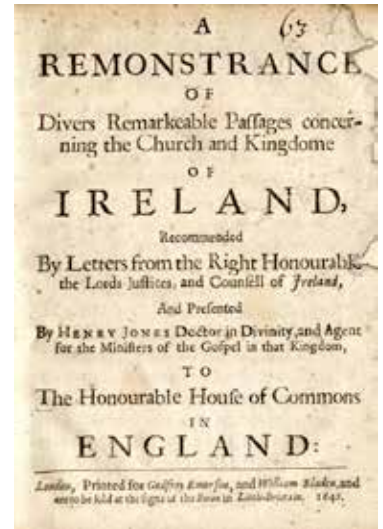 A
63
REMONSTRANCE
OF
Divers Remarkeable Paſſages concer-
ning the Church and Kingdome
OF
IRELAND,
Recommended
By Letters from the Right Honourable
the Lords Juſtices, and Counſell of Ireland,
And Preſented
By HENRY JONES Doctor in Divinity, and Agent
for the Miniſters of the Goſpel in that Kingdom,
TO
The Honourable Houſe of Commons
IN
ENGLAND:
London, Printed for Godfrey Emerſon, and William Bladen, and
are to be ſold at the ſigne of the Swan in Little-Brittain. 1642.